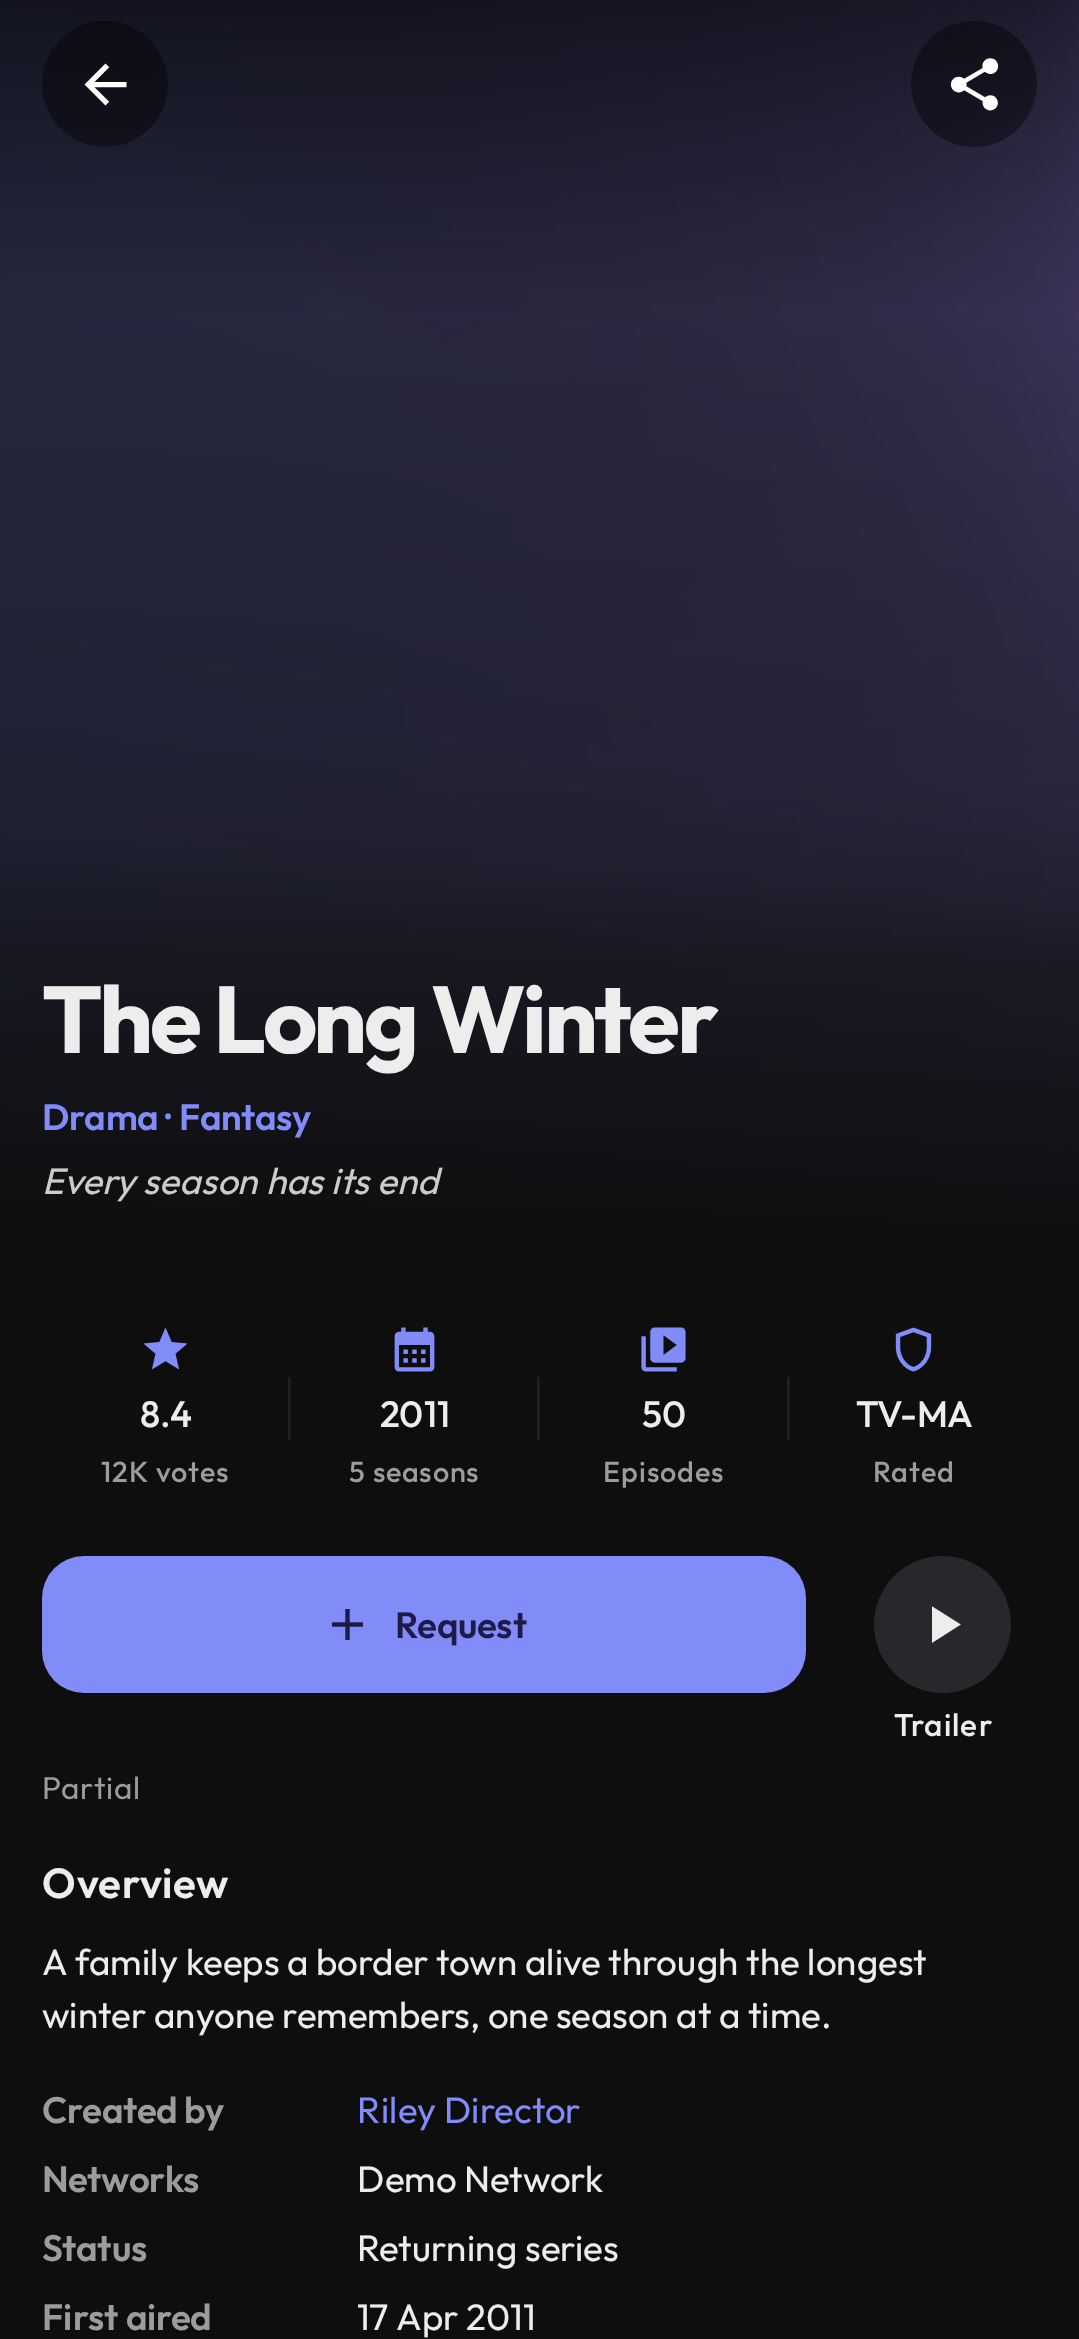 The Long Winter
Drama · Fantasy
Every season has its end
8.4
12K votes
2011
5 seasons
50
Episodes
TV-MA
Rated
Request
Trailer
Partial
Overview
A family keeps a border town alive through the longest
winter anyone remembers, one season at a time.
Created by Riley Director
Networks Demo Network
Status Returning series
First aired 17 Apr 2011